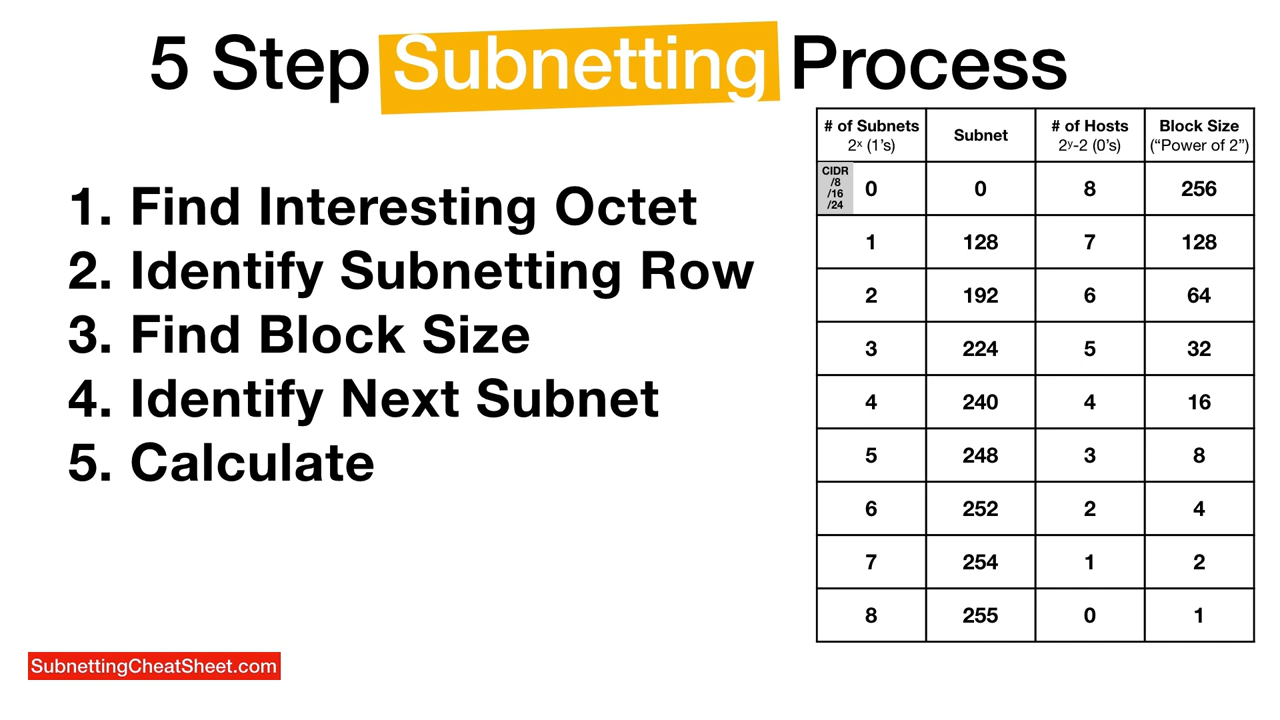 5 Step Subnetting Process
1. Find Interesting Octet
2. Identify Subnetting Row
3. Find Block Size
4. Identify Next Subnet
5. Calculate
# of Subnets Subnet # of Hosts Block Size
2ˣ (1’s) 2ʸ-2 (0’s) (“Power of 2”)
CIDR
/8
/16
/24
0 0 8 256
1 128 7 128
2 192 6 64
3 224 5 32
4 240 4 16
5 248 3 8
6 252 2 4
7 254 1 2
8 255 0 1
SubnettingCheatSheet.com